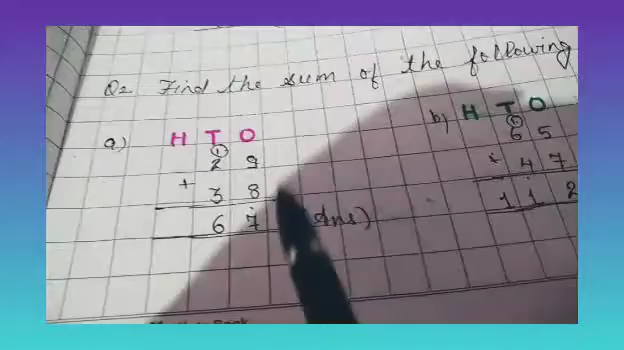 Q2 Find the sum of the following
a) H T O
b) H T O
1
1
2 9
6 5
+ 3 8
+ 4 7
6 7 (Ans)
1 1 2